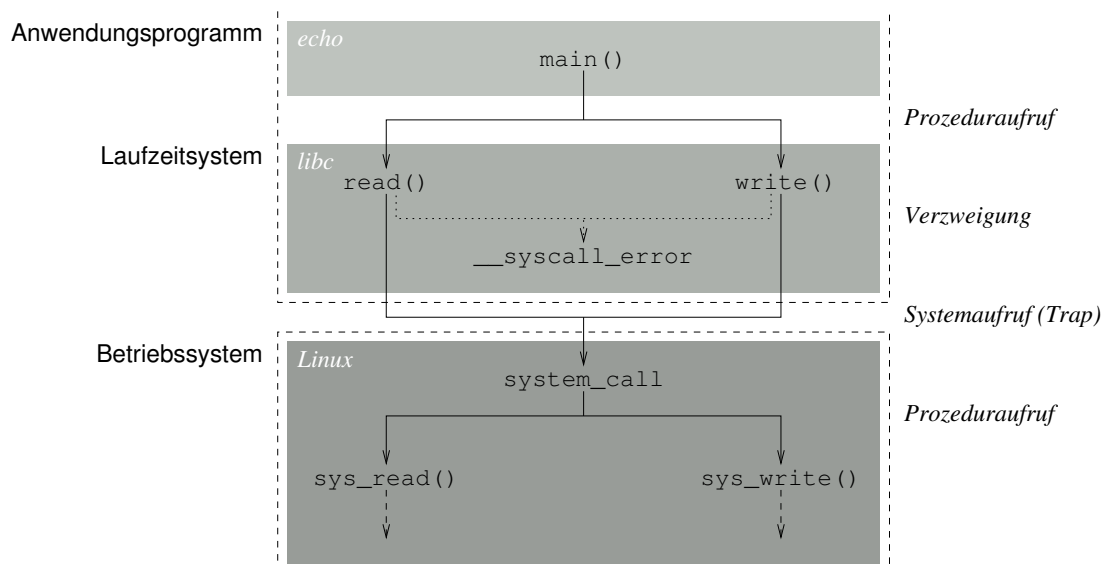 Anwendungsprogramm
echo
main()
Prozeduraufruf
Laufzeitsystem
libc
read()
write()
Verzweigung
__syscall_error
Systemaufruf (Trap)
Betriebssystem
Linux
system_call
Prozeduraufruf
sys_read()
sys_write()